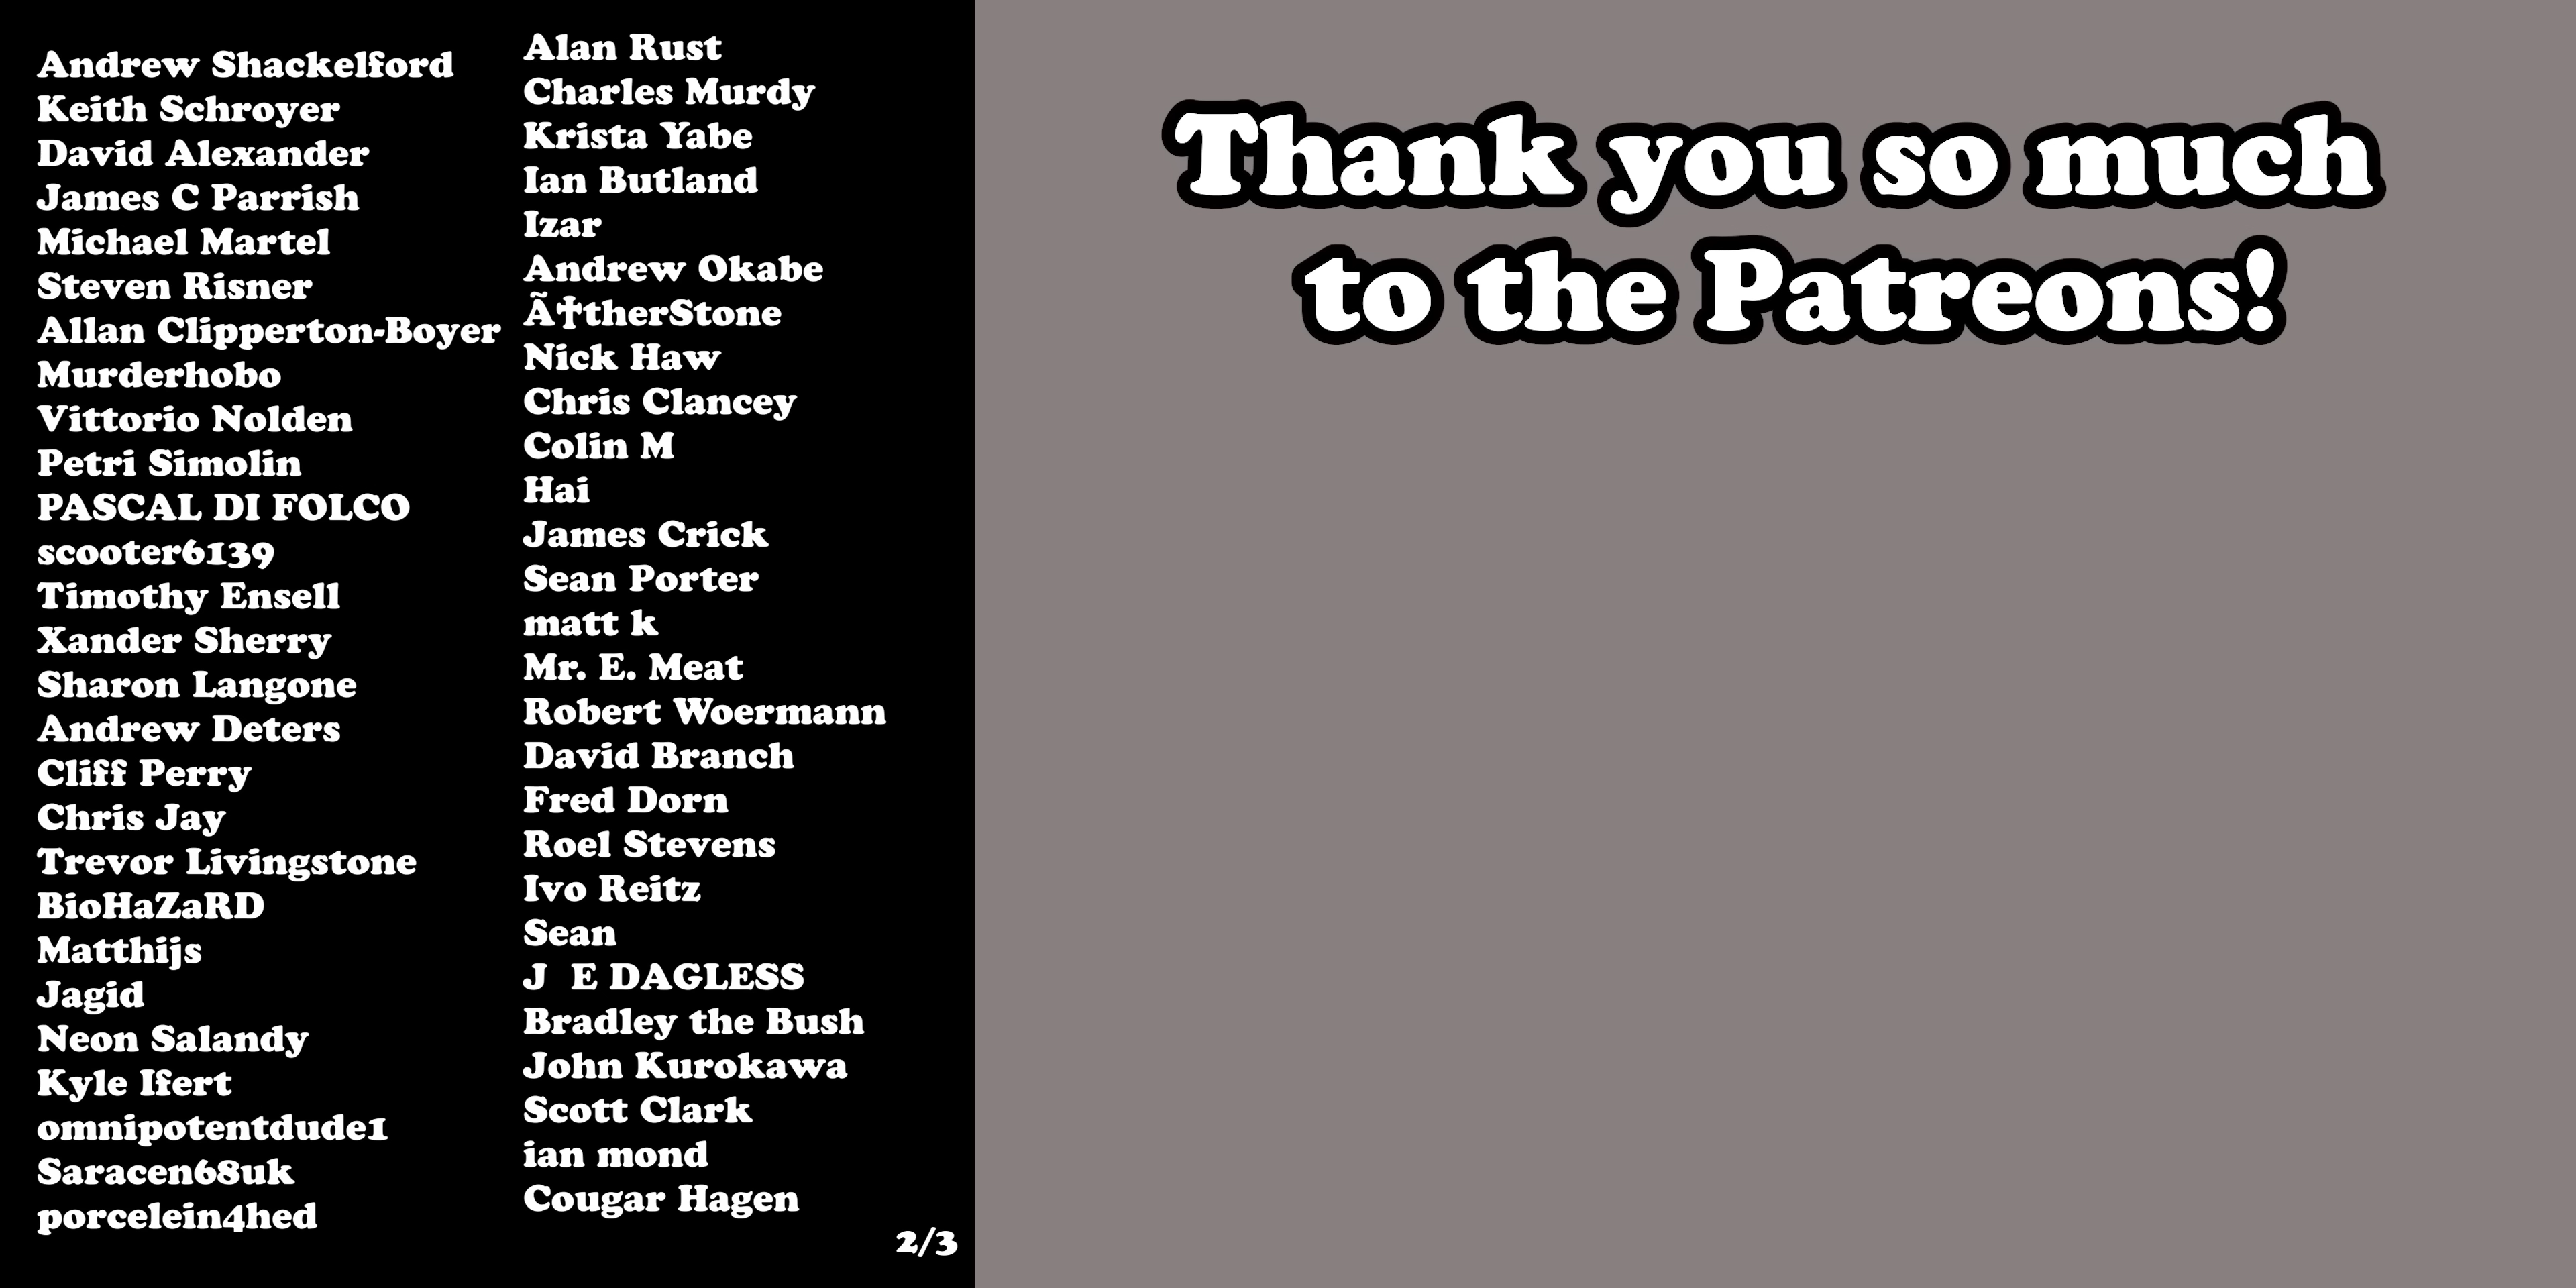 Andrew Shackelford
Keith Schroyer
David Alexander
James C Parrish
Michael Martel
Steven Risner
Allan Clipperton-Boyer
Murderhobo
Vittorio Nolden
Petri Simolin
PASCAL DI FOLCO
scooter6139
Timothy Ensell
Xander Sherry
Sharon Langone
Andrew Deters
Cliff Perry
Chris Jay
Trevor Livingstone
BioHaZaRD
Matthijs
Jagid
Neon Salandy
Kyle Ifert
omnipotentdude1
Saracen68uk
porcelein4hed
Alan Rust
Charles Murdy
Krista Yabe
Ian Butland
Izar
Andrew Okabe
Ã†therStone
Nick Haw
Chris Clancey
Colin M
Hai
James Crick
Sean Porter
matt k
Mr. E. Meat
Robert Woermann
David Branch
Fred Dorn
Roel Stevens
Ivo Reitz
Sean
J  E DAGLESS
Bradley the Bush
John Kurokawa
Scott Clark
ian mond
Cougar Hagen
2/3
Thank you so much
to the Patreons!